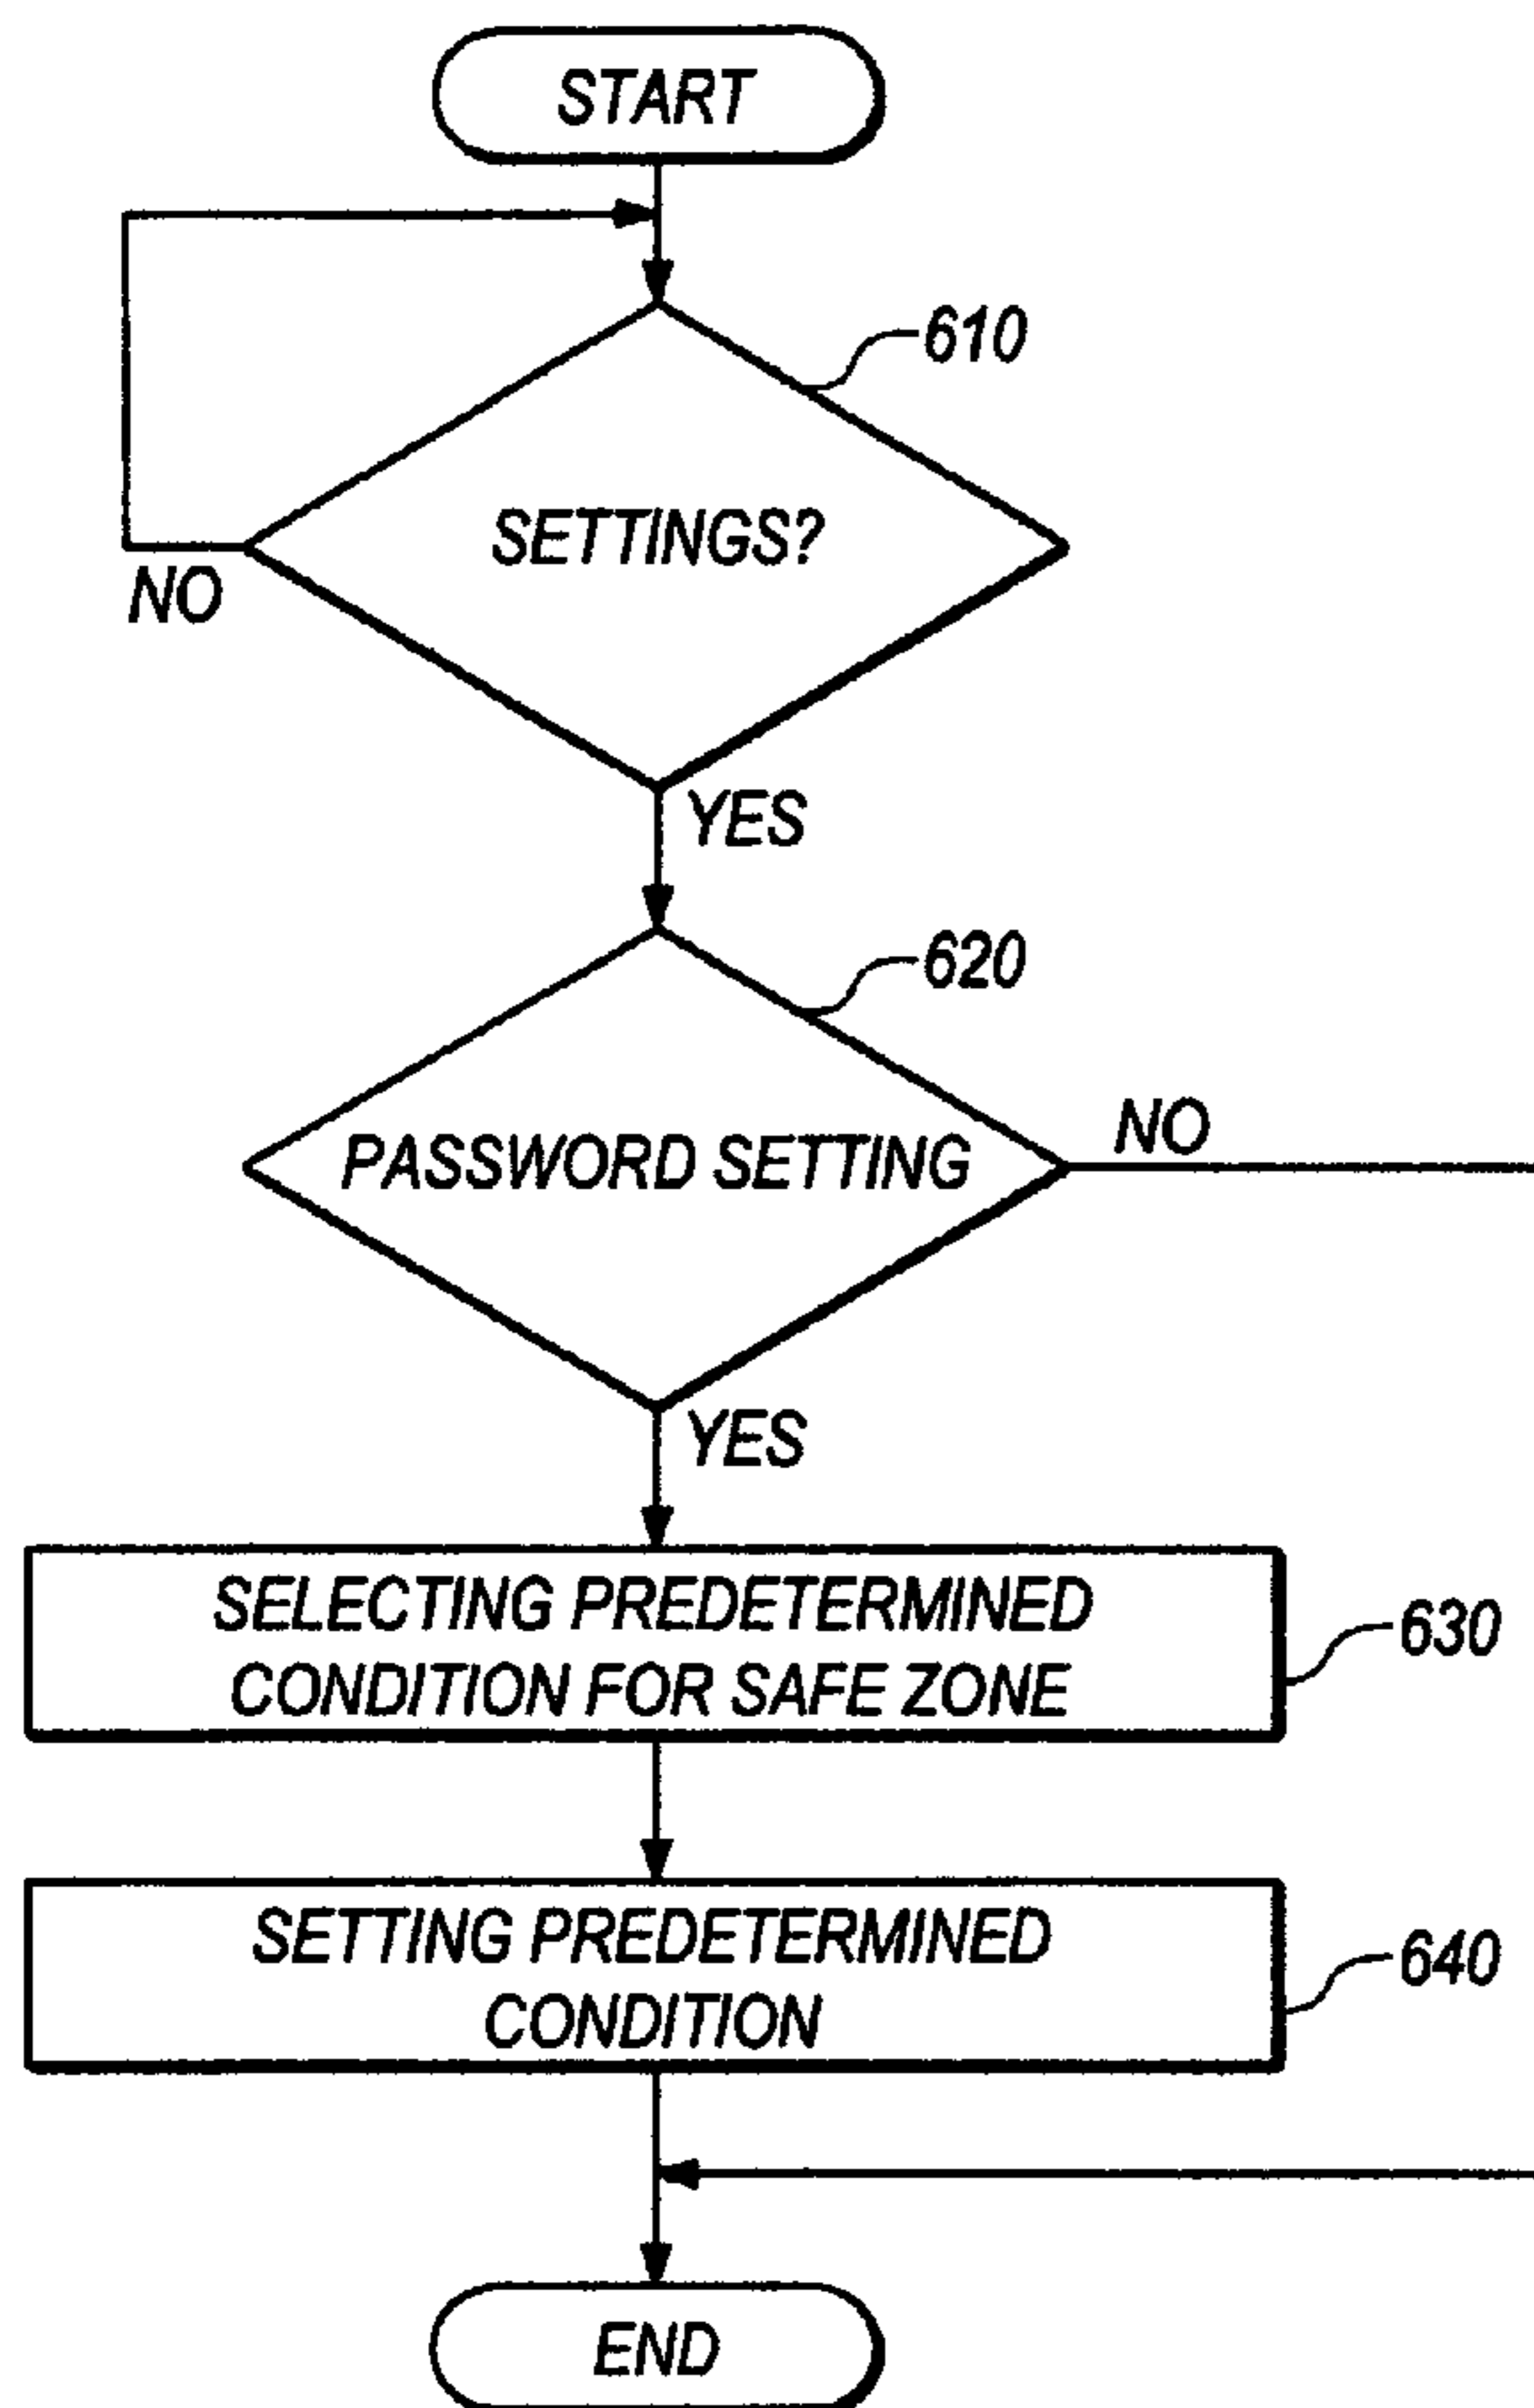 START
610
SETTINGS?
NO
YES
620
PASSWORD SETTING
NO
YES
SELECTING PREDETERMINED
CONDITION FOR SAFE ZONE
630
SETTING PREDETERMINED
CONDITION
640
END